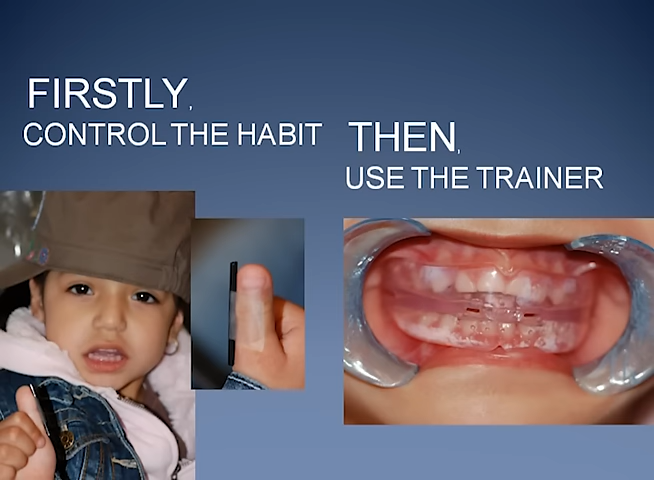 FIRSTLY,
CONTROL THE HABIT
THEN,
USE THE TRAINER